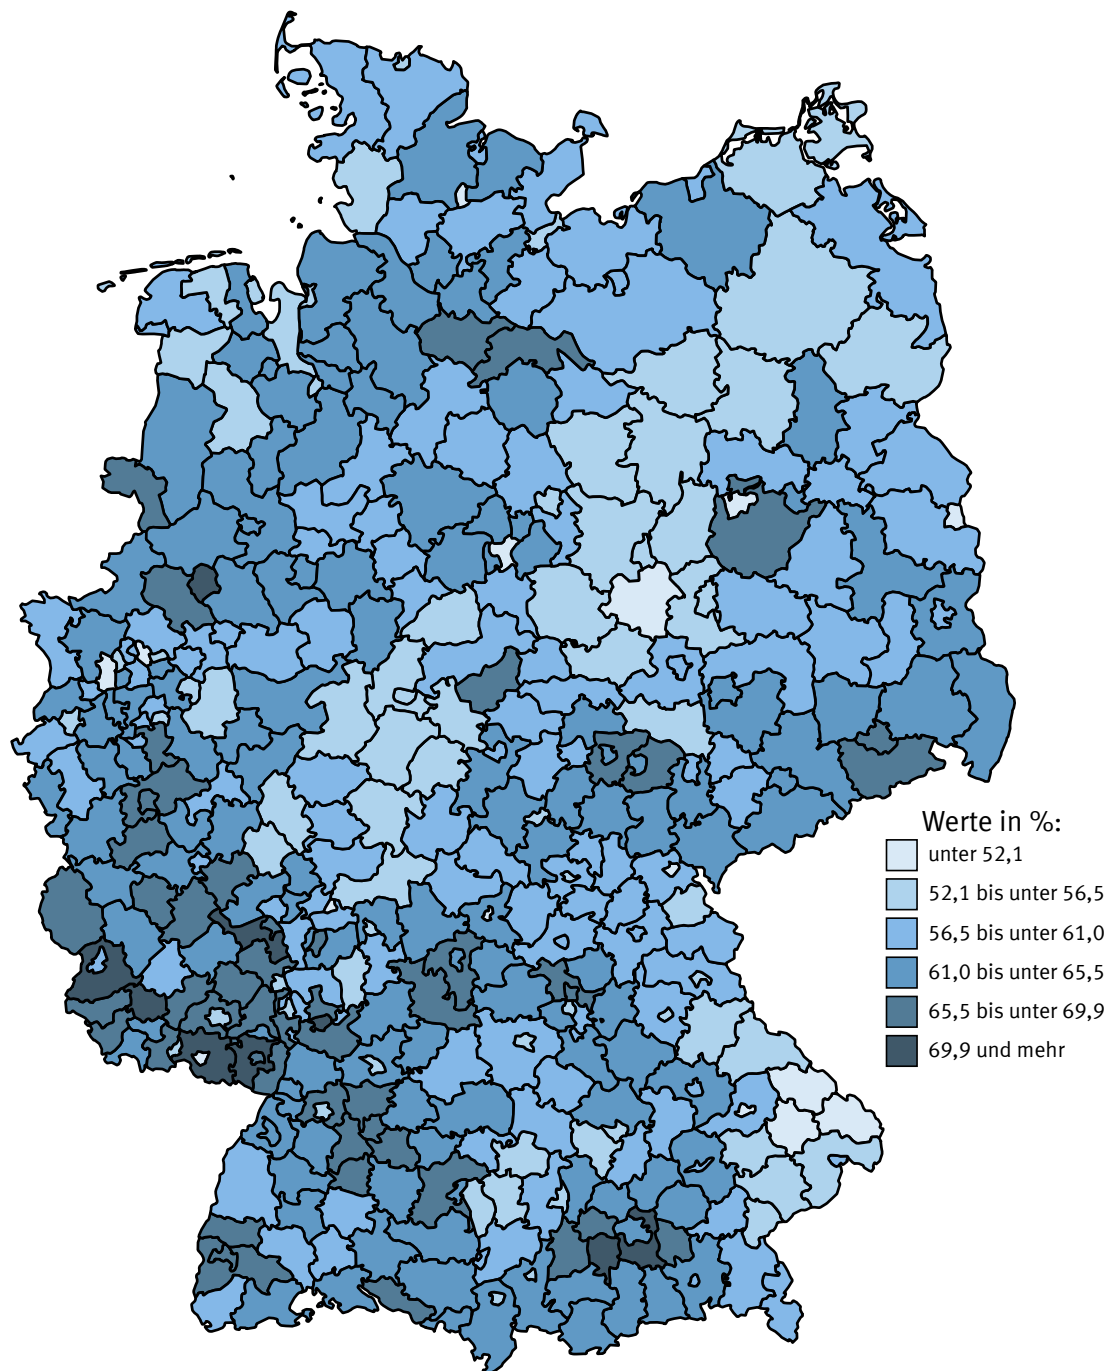 Werte in %:
unter 52,1
52,1 bis unter 56,5
56,5 bis unter 61,0
61,0 bis unter 65,5
65,5 bis unter 69,9
69,9 und mehr